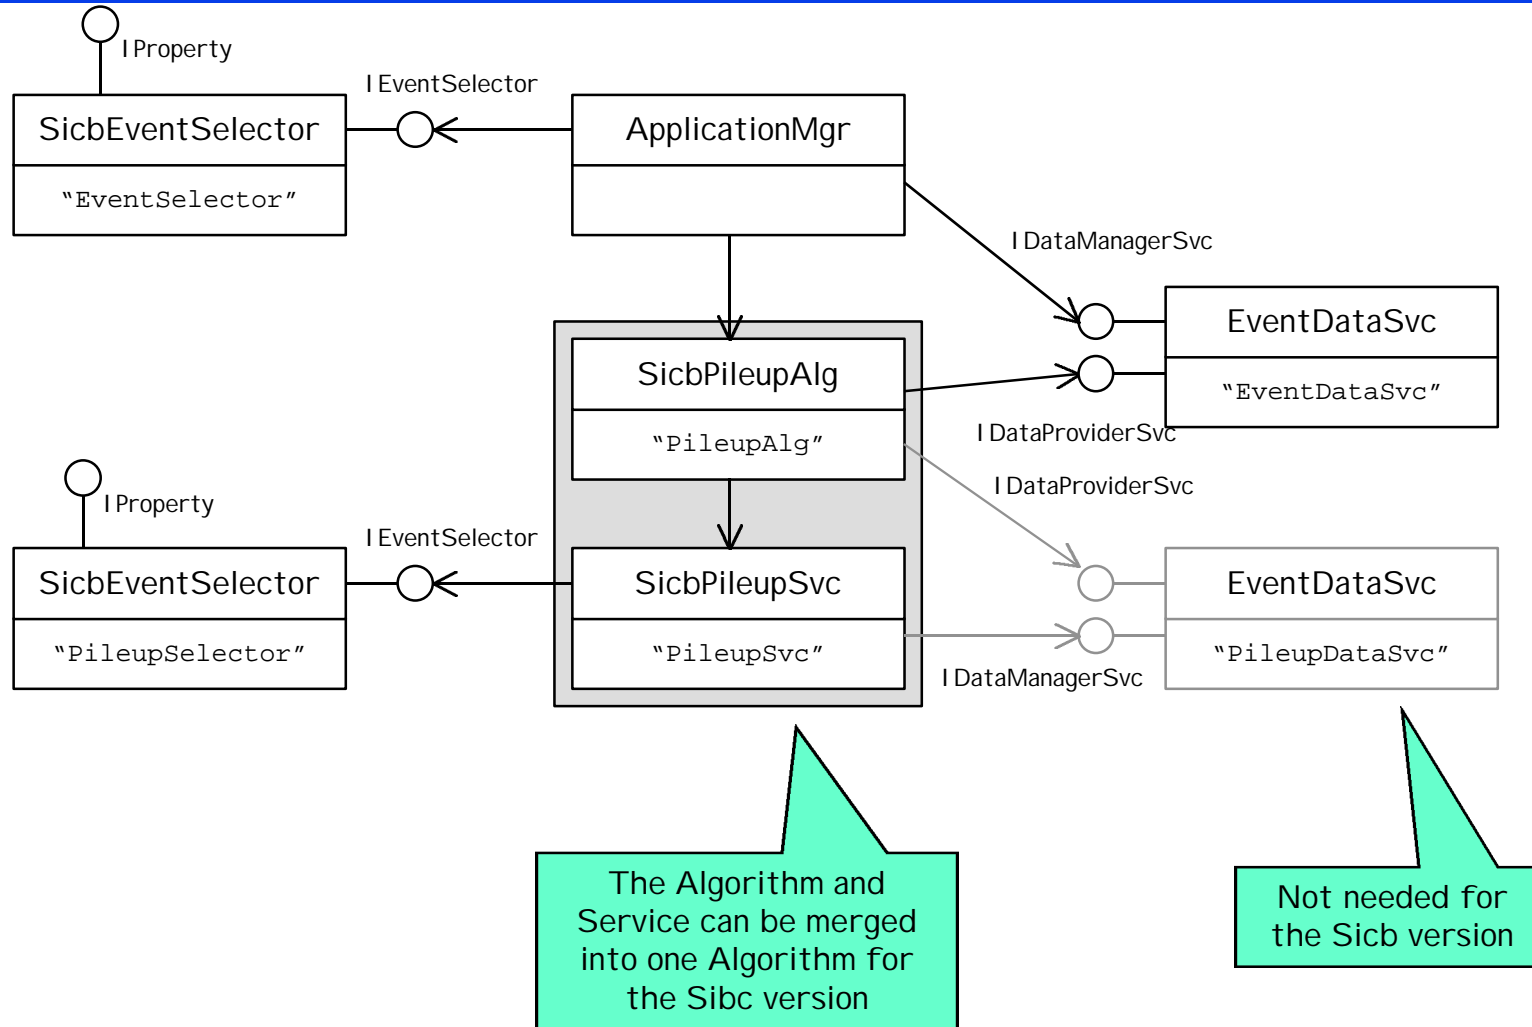 IProperty
IEventSelector
SicbEventSelector
ApplicationMgr
“EventSelector”
IDataManagerSvc
EventDataSvc
SicbPileupAlg
“EventDataSvc”
IDataProviderSvc
“PileupAlg”
IDataProviderSvc
IProperty
IEventSelector
SicbEventSelector
SicbPileupSvc
EventDataSvc
“PileupSelector”
“PileupSvc”
“PileupDataSvc”
IDataManagerSvc
The Algorithm and
Service can be merged
into one Algorithm for
the Sibc version
Not needed for
the Sicb version